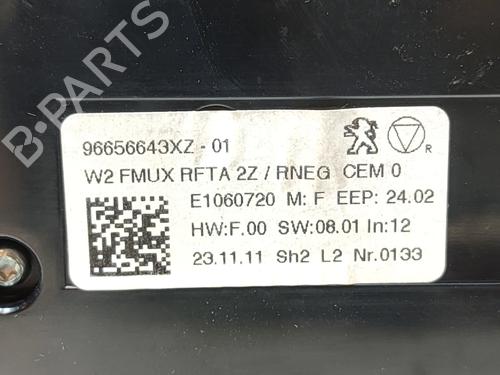 96656643XZ - 01
W2 FMUX RFTA 2Z / RNEG CEM 0
E1060720 M: F EEP: 24.02
HW:F.00 SW:08.01 In:12
23.11.11 Sh2 L2 Nr.0133
R
B-PARTS